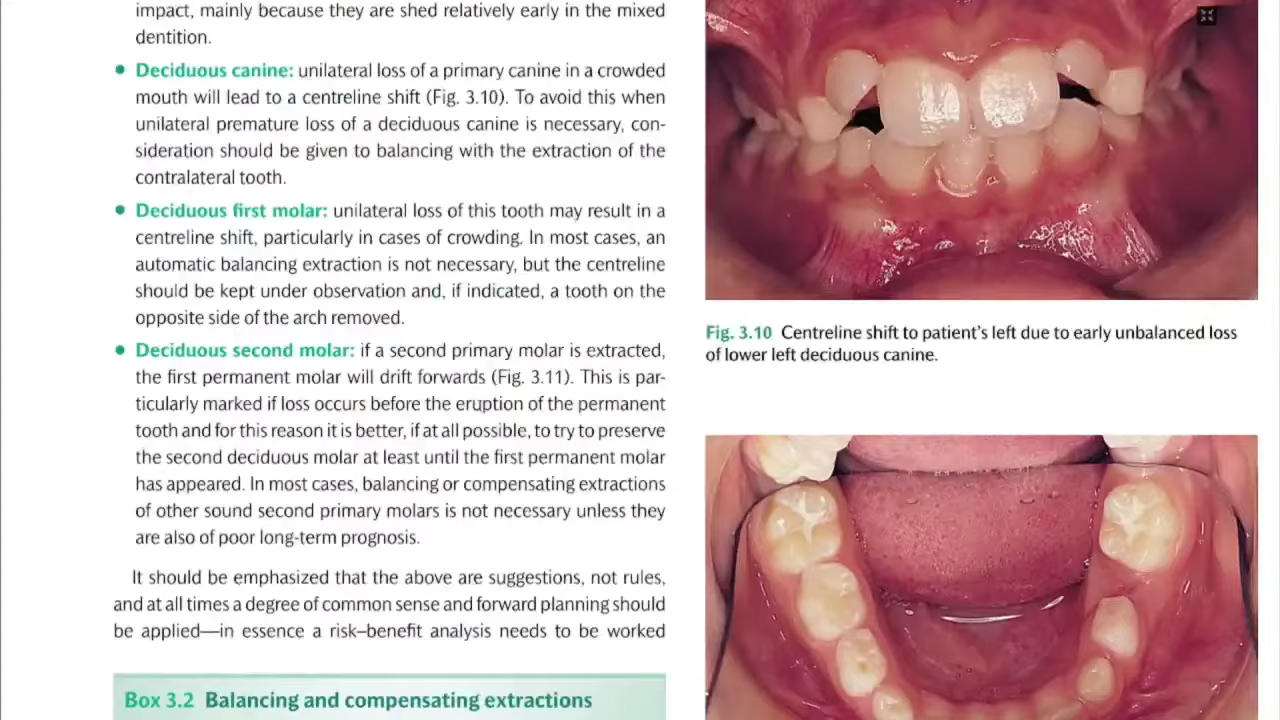 impact, mainly because they are shed relatively early in the mixed
dentition.
• Deciduous canine: unilateral loss of a primary canine in a crowded
mouth will lead to a centreline shift (Fig. 3.10). To avoid this when
unilateral premature loss of a deciduous canine is necessary, con-
sideration should be given to balancing with the extraction of the
contralateral tooth.
• Deciduous first molar: unilateral loss of this tooth may result in a
centreline shift, particularly in cases of crowding. In most cases, an
automatic balancing extraction is not necessary, but the centreline
should be kept under observation and, if indicated, a tooth on the
opposite side of the arch removed.
• Deciduous second molar: if a second primary molar is extracted,
the first permanent molar will drift forwards (Fig. 3.11). This is par-
ticularly marked if loss occurs before the eruption of the permanent
tooth and for this reason it is better, if at all possible, to try to preserve
the second deciduous molar at least until the first permanent molar
has appeared. In most cases, balancing or compensating extractions
of other sound second primary molars is not necessary unless they
are also of poor long-term prognosis.
It should be emphasized that the above are suggestions, not rules,
and at all times a degree of common sense and forward planning should
be applied—in essence a risk–benefit analysis needs to be worked
Box 3.2 Balancing and compensating extractions
Fig. 3.10 Centreline shift to patient's left due to early unbalanced loss
of lower left deciduous canine.